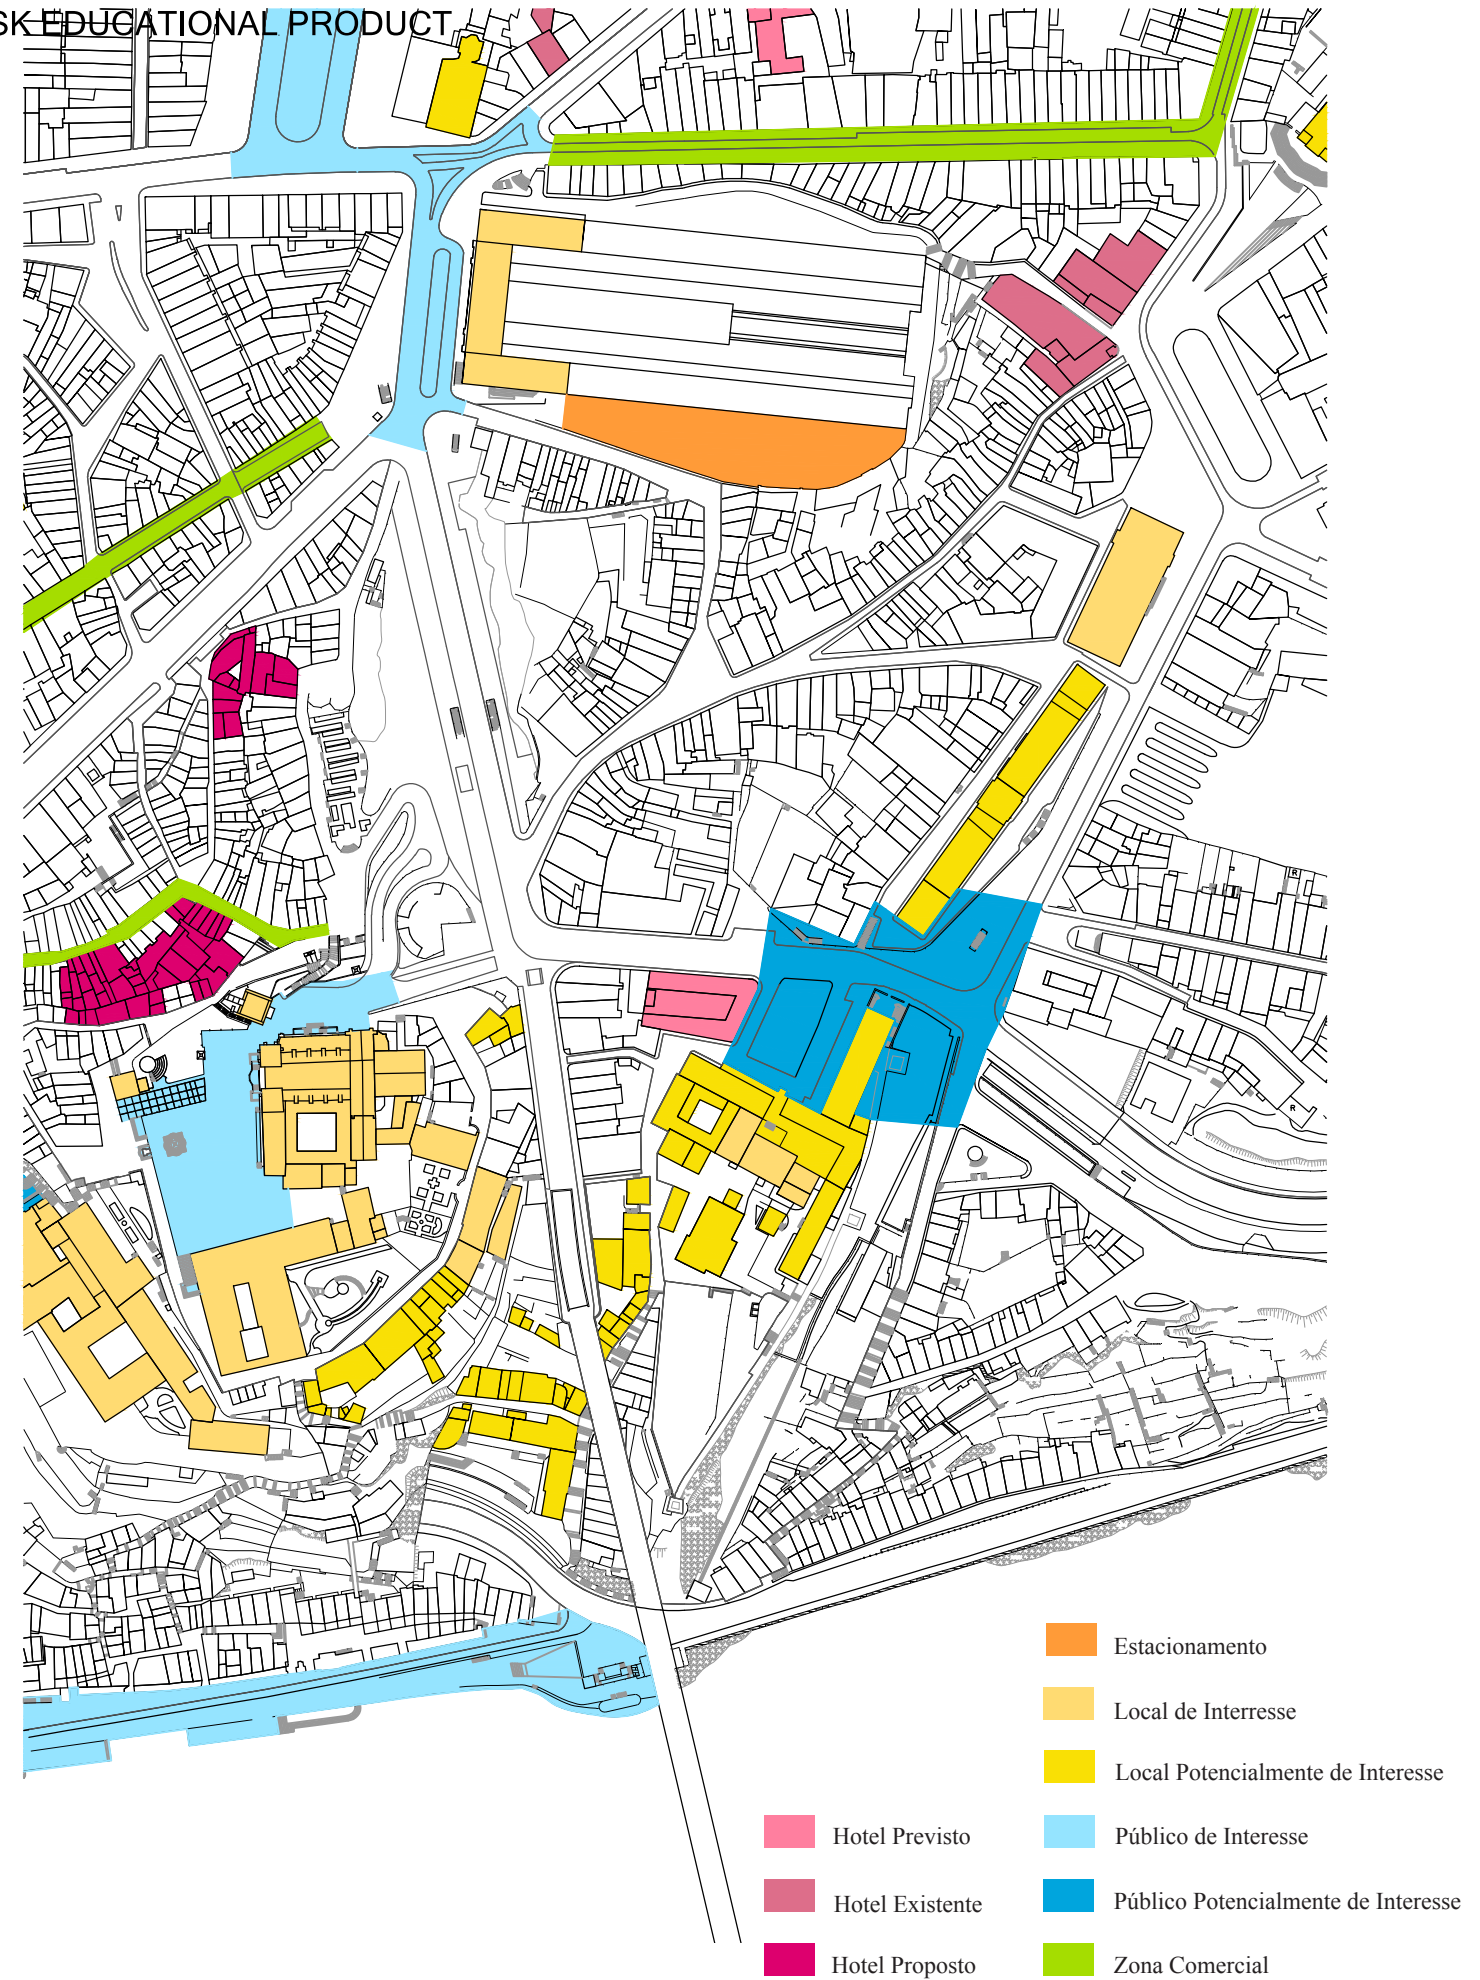 SK EDUCATIONAL PRODUCT
R
R
Estacionamento
Local de Interresse
Local Potencialmente de Interesse
Hotel Previsto
Público de Interesse
Hotel Existente
Público Potencialmente de Interesse
Hotel Proposto
Zona Comercial